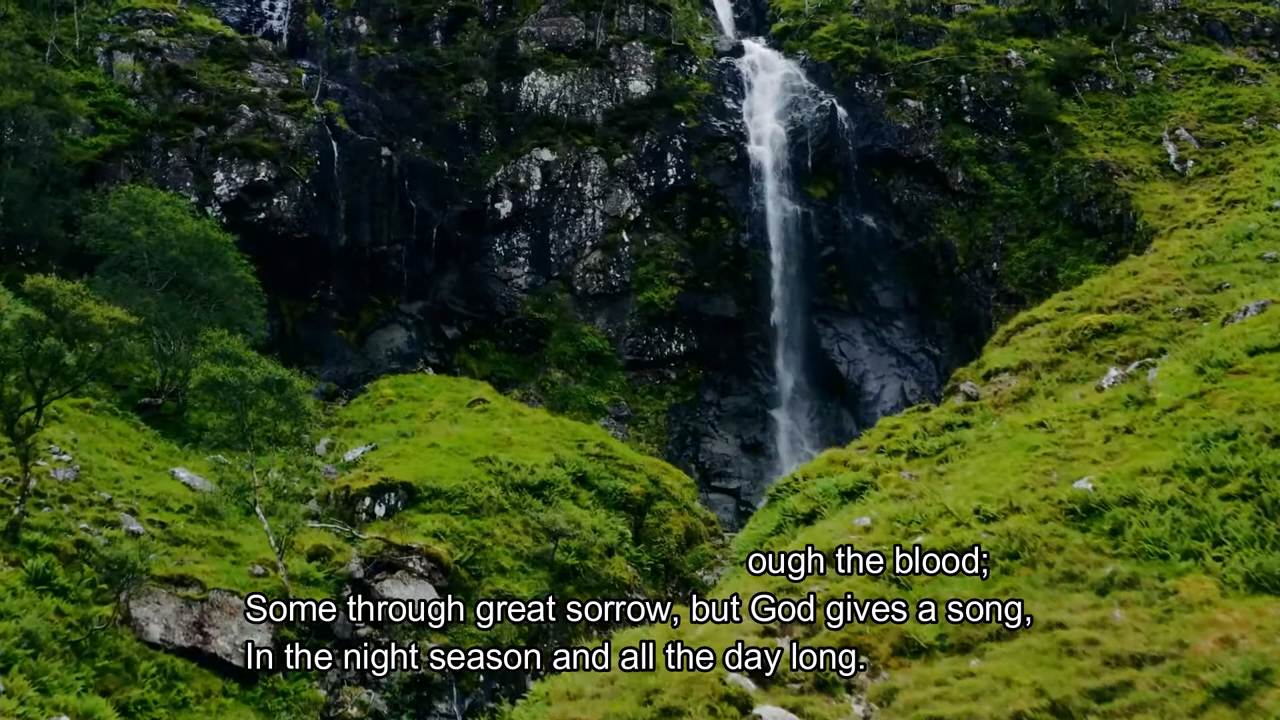 ough the blood;
Some through great sorrow, but God gives a song,
In the night season and all the day long.